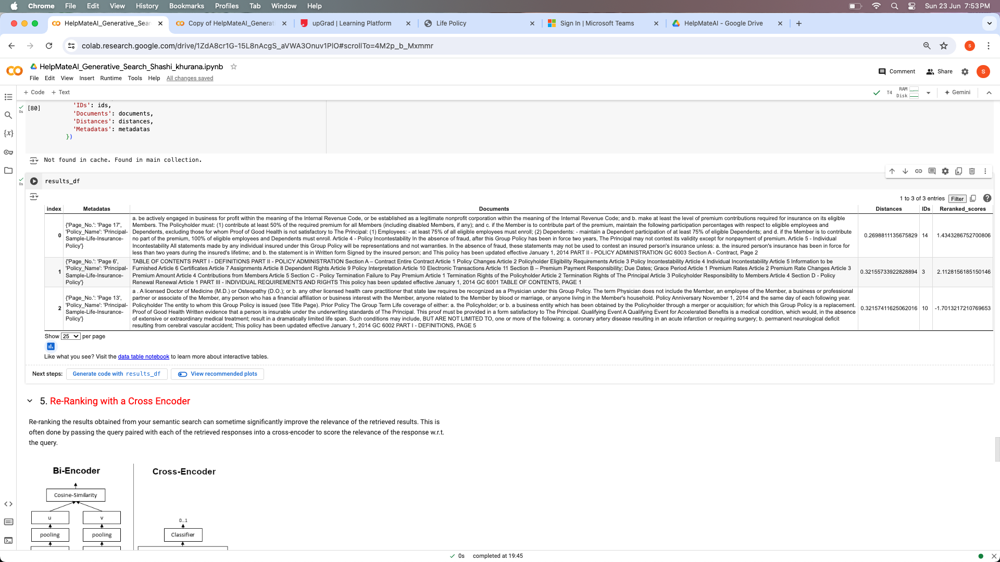 Chrome File Edit View History Bookmarks Profiles Tab Window Help Sun 23 Jun 7:53 PM
HelpMateAI_Generative_Sear Copy of HelpMateAI_Generati upGrad | Learning Platform Life Policy Sign In | Microsoft Teams HelpMateAI - Google Drive
colab.research.google.com/drive/1ZdA8cr1G-15L8nAcgS_aVWA3Onuv1PlO#scrollTo=4M2p_b_Mxmmr S
HelpMateAI_Generative_Search_Shashi_khurana.ipynb
File Edit View Insert Runtime Tools Help All changes saved
Comment Share S
+ Code + Text T4 RAM Disk Gemini
[80] 'IDs': ids,
0s
'Documents': documents,
'Distances': distances,
'Metadatas': metadatas
})
Not found in cache. Found in main collection.
results_df
0s
1 to 3 of 3 entries Filter
index Metadatas Documents Distances IDs Reranked_scores
0 {'Page_No.': 'Page 17', 'Policy_Name': 'Principal-Sample-Life-Insurance-Policy'}
a. be actively engaged in business for profit within the meaning of the Internal Revenue Code, or be established as a legitimate nonprofit corporation within the meaning of the Internal Revenue Code; and b. make at least the level of premium contributions required for insurance on its eligible
Members. The Policyholder must: (1) contribute at least 50% of the required premium for all Members (including disabled Members, if any); and c. if the Member is to contribute part of the premium, maintain the following participation percentages with respect to eligible employees and
Dependents, excluding those for whom Proof of Good Health is not satisfactory to The Principal: (1) Employees: - at least 75% of all eligible employees must enroll; (2) Dependents: - maintain a Dependent participation of at least 75% of eligible Dependents; and d. if the Member is to contribute
no part of the premium, 100% of eligible employees and Dependents must enroll. Article 4 - Policy Incontestability In the absence of fraud, after this Group Policy has been in force two years, The Principal may not contest its validity except for nonpayment of premium. Article 5 - Individual
Incontestability All statements made by any individual insured under this Group Policy will be representations and not warranties. In the absence of fraud, these statements may not be used to contest an insured person's insurance unless: a. the insured person's insurance has been in force for
less than two years during the insured's lifetime; and b. the statement is in Written form Signed by the insured person; and This policy has been updated effective January 1, 2014 PART II - POLICY ADMINISTRATION GC 6003 Section A - Contract, Page 2
0.2698811135675829 14 1.4343286752700806
1 {'Page_No.': 'Page 6', 'Policy_Name': 'Principal-Sample-Life-Insurance-Policy'}
TABLE OF CONTENTS PART I - DEFINITIONS PART II - POLICY ADMINISTRATION Section A – Contract Entire Contract Article 1 Policy Changes Article 2 Policyholder Eligibility Requirements Article 3 Policy Incontestability Article 4 Individual Incontestability Article 5 Information to be
Furnished Article 6 Certificates Article 7 Assignments Article 8 Dependent Rights Article 9 Policy Interpretation Article 10 Electronic Transactions Article 11 Section B – Premium Payment Responsibility; Due Dates; Grace Period Article 1 Premium Rates Article 2 Premium Rate Changes Article 3
Premium Amount Article 4 Contributions from Members Article 5 Section C - Policy Termination Failure to Pay Premium Article 1 Termination Rights of the Policyholder Article 2 Termination Rights of The Principal Article 3 Policyholder Responsibility to Members Article 4 Section D - Policy
Renewal Renewal Article 1 PART III - INDIVIDUAL REQUIREMENTS AND RIGHTS This policy has been updated effective January 1, 2014 GC 6001 TABLE OF CONTENTS, PAGE 1
0.32155733922828894 3 2.1128156185150146
2 {'Page_No.': 'Page 13', 'Policy_Name': 'Principal-Sample-Life-Insurance-Policy'}
a . A licensed Doctor of Medicine (M.D.) or Osteopathy (D.O.); or b. any other licensed health care practitioner that state law requires be recognized as a Physician under this Group Policy. The term Physician does not include the Member, an employee of the Member, a business or professional
partner or associate of the Member, any person who has a financial affiliation or business interest with the Member, anyone related to the Member by blood or marriage, or anyone living in the Member's household. Policy Anniversary November 1, 2014 and the same day of each following year.
Policyholder The entity to whom this Group Policy is issued (see Title Page). Prior Policy The Group Term Life coverage of either: a. the Policyholder; or b. a business entity which has been obtained by the Policyholder through a merger or acquisition; for which this Group Policy is a replacement.
Proof of Good Health Written evidence that a person is insurable under the underwriting standards of The Principal. This proof must be provided in a form satisfactory to The Principal. Qualifying Event A Qualifying Event for Accelerated Benefits is a medical condition, which would, in the absence
of extensive or extraordinary medical treatment; result in a dramatically limited life span. Such conditions may include, BUT ARE NOT LIMITED TO, one or more of the following: a. coronary artery disease resulting in an acute infarction or requiring surgery; b. permanent neurological deficit
resulting from cerebral vascular accident; This policy has been updated effective January 1, 2014 GC 6002 PART I - DEFINITIONS, PAGE 5
0.32157411625062016 10 -1.7013217210769653
Show 25 per page
Like what you see? Visit the data table notebook to learn more about interactive tables.
Next steps: Generate code with results_df View recommended plots
5. Re-Ranking with a Cross Encoder
Re-ranking the results obtained from your semantic search can sometime significantly improve the relevance of the retrieved results. This is
often done by passing the query paired with each of the retrieved responses into a cross-encoder to score the relevance of the response w.r.t.
the query.
Bi-Encoder Cross-Encoder
Cosine-Similarity
u v 0...1
pooling pooling Classifier
0s completed at 19:45